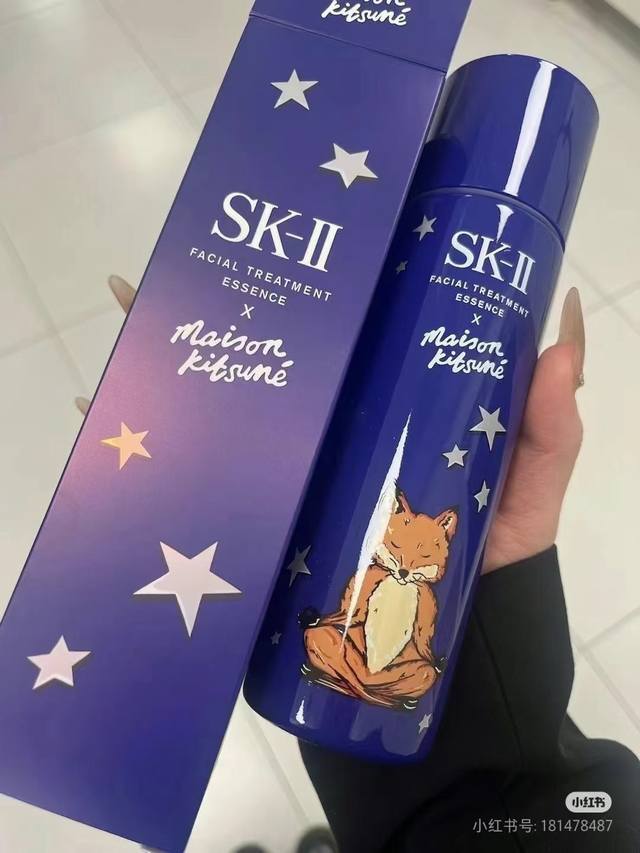 Kitsuné
SK-II
FACIAL TREATMENT
ESSENCE
X
Maison
Kitsuné
SK-II
FACIAL TREATMENT
ESSENCE
X
Maison
Kitsuné
小红书
小红书号: 181478487